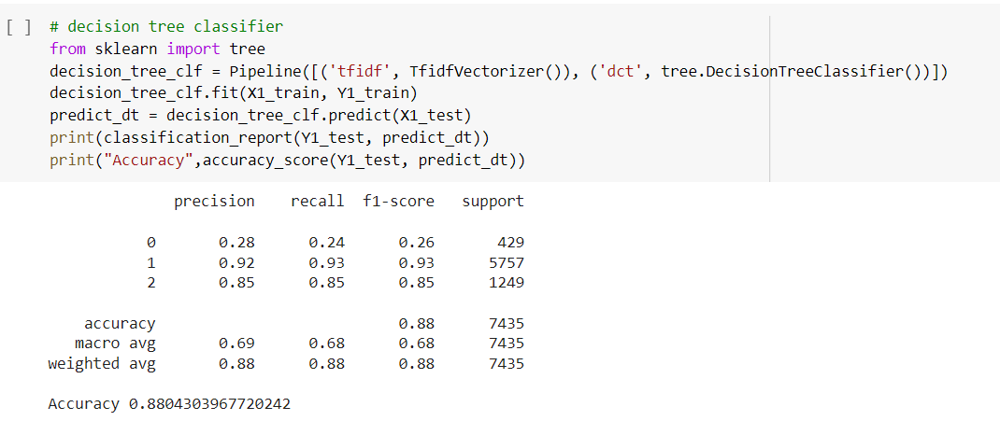 [ ] # decision tree classifier
from sklearn import tree
decision_tree_clf = Pipeline([('tfidf', TfidfVectorizer()), ('dct', tree.DecisionTreeClassifier())])
decision_tree_clf.fit(X1_train, Y1_train)
predict_dt = decision_tree_clf.predict(X1_test)
print(classification_report(Y1_test, predict_dt))
print("Accuracy",accuracy_score(Y1_test, predict_dt))
precision recall f1-score support
0 0.28 0.24 0.26 429
1 0.92 0.93 0.93 5757
2 0.85 0.85 0.85 1249
accuracy 0.88 7435
macro avg 0.69 0.68 0.68 7435
weighted avg 0.88 0.88 0.88 7435
Accuracy 0.8804303967720242